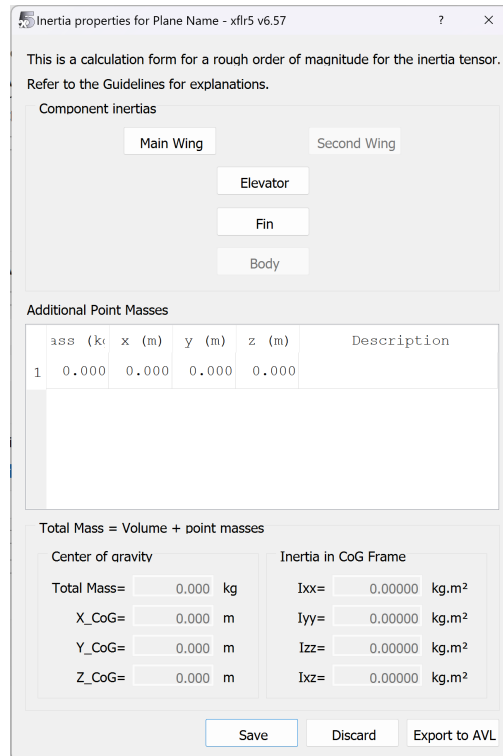 Inertia properties for Plane Name - xflr5 v6.57 ? ×
This is a calculation form for a rough order of magnitude for the inertia tensor.
Refer to the Guidelines for explanations.
Component inertias
Main Wing Second Wing
Elevator
Fin
Body
Additional Point Masses
x (m) y (m) z (m) Description
1 0.000 0.000 0.000 0.000
Total Mass = Volume + point masses
Center of gravity Inertia in CoG Frame
Total Mass= 0.000 kg Ixx= 0.00000 kg.m²
X_CoG= 0.000 m Iyy= 0.00000 kg.m²
Y_CoG= 0.000 m Izz= 0.00000 kg.m²
Z_CoG= 0.000 m Ixz= 0.00000 kg.m²
Save Discard Export to AVL